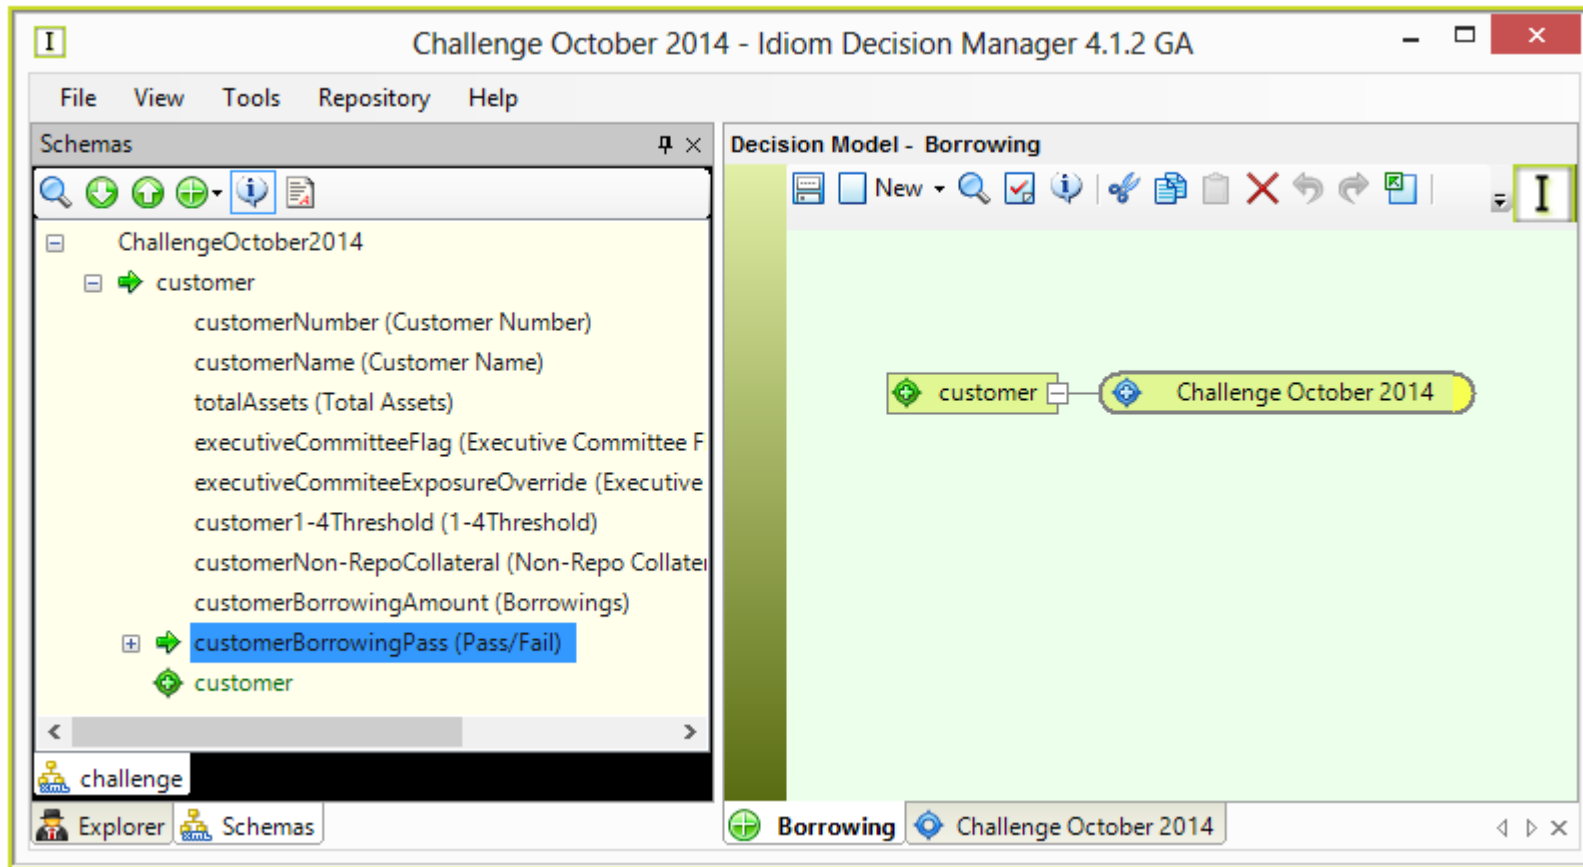 I
Challenge October 2014 - Idiom Decision Manager 4.1.2 GA
File View Tools Repository Help
Schemas
ChallengeOctober2014
customer
customerNumber (Customer Number)
customerName (Customer Name)
totalAssets (Total Assets)
executiveCommitteeFlag (Executive Committee F
executiveCommiteeExposureOverride (Executive
customer1-4Threshold (1-4Threshold)
customerNon-RepoCollateral (Non-Repo Collater
customerBorrowingAmount (Borrowings)
customerBorrowingPass (Pass/Fail)
customer
challenge
Explorer Schemas
Decision Model - Borrowing
New
I
customer
Challenge October 2014
Borrowing Challenge October 2014